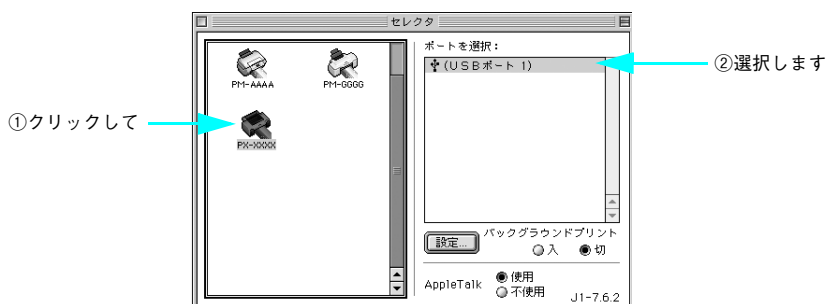 セレクタ
PM-AAAA
PM-GGGG
PX-XXXX
①クリックして
ポートを選択：
(USBポート 1)
②選択します
設定...
バックグラウンドプリント
入 切
AppleTalk
使用
不使用
J1-7.6.2